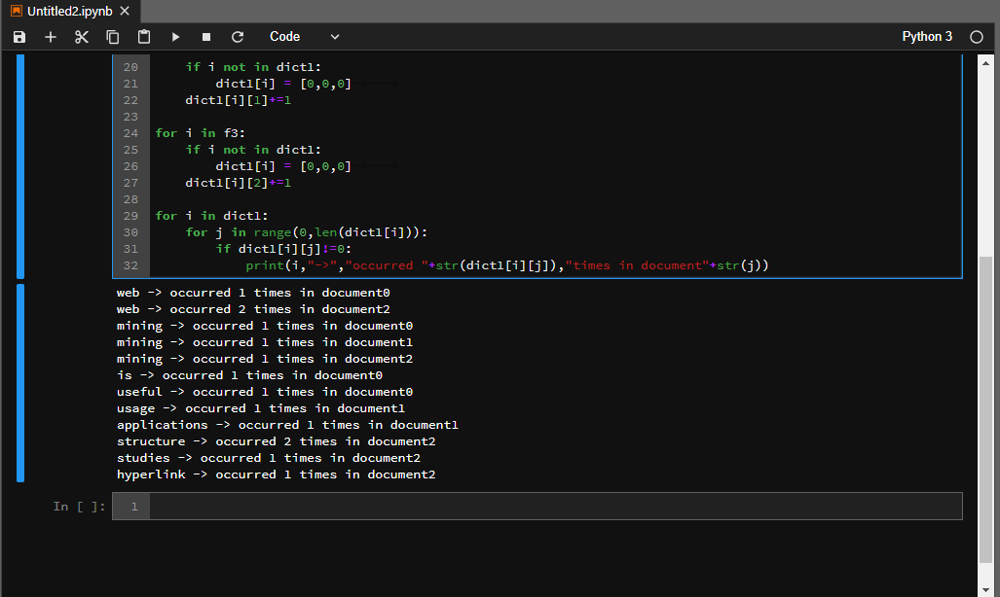 Untitled2.ipynb
Code
Python 3
20     if i not in dict1:
21         dict1[i] = [0,0,0]
22     dict1[i][1]+=1
23
24 for i in f3:
25     if i not in dict1:
26         dict1[i] = [0,0,0]
27     dict1[i][2]+=1
28
29 for i in dict1:
30     for j in range(0,len(dict1[i])):
31         if dict1[i][j]!=0:
32             print(i,"->","occurred "+str(dict1[i][j]),"times in document"+str(j))
web -> occurred 1 times in document0
web -> occurred 2 times in document2
mining -> occurred 1 times in document0
mining -> occurred 1 times in document1
mining -> occurred 1 times in document2
is -> occurred 1 times in document0
useful -> occurred 1 times in document0
usage -> occurred 1 times in document1
applications -> occurred 1 times in document1
structure -> occurred 2 times in document2
studies -> occurred 1 times in document2
hyperlink -> occurred 1 times in document2
In [ ]: 1